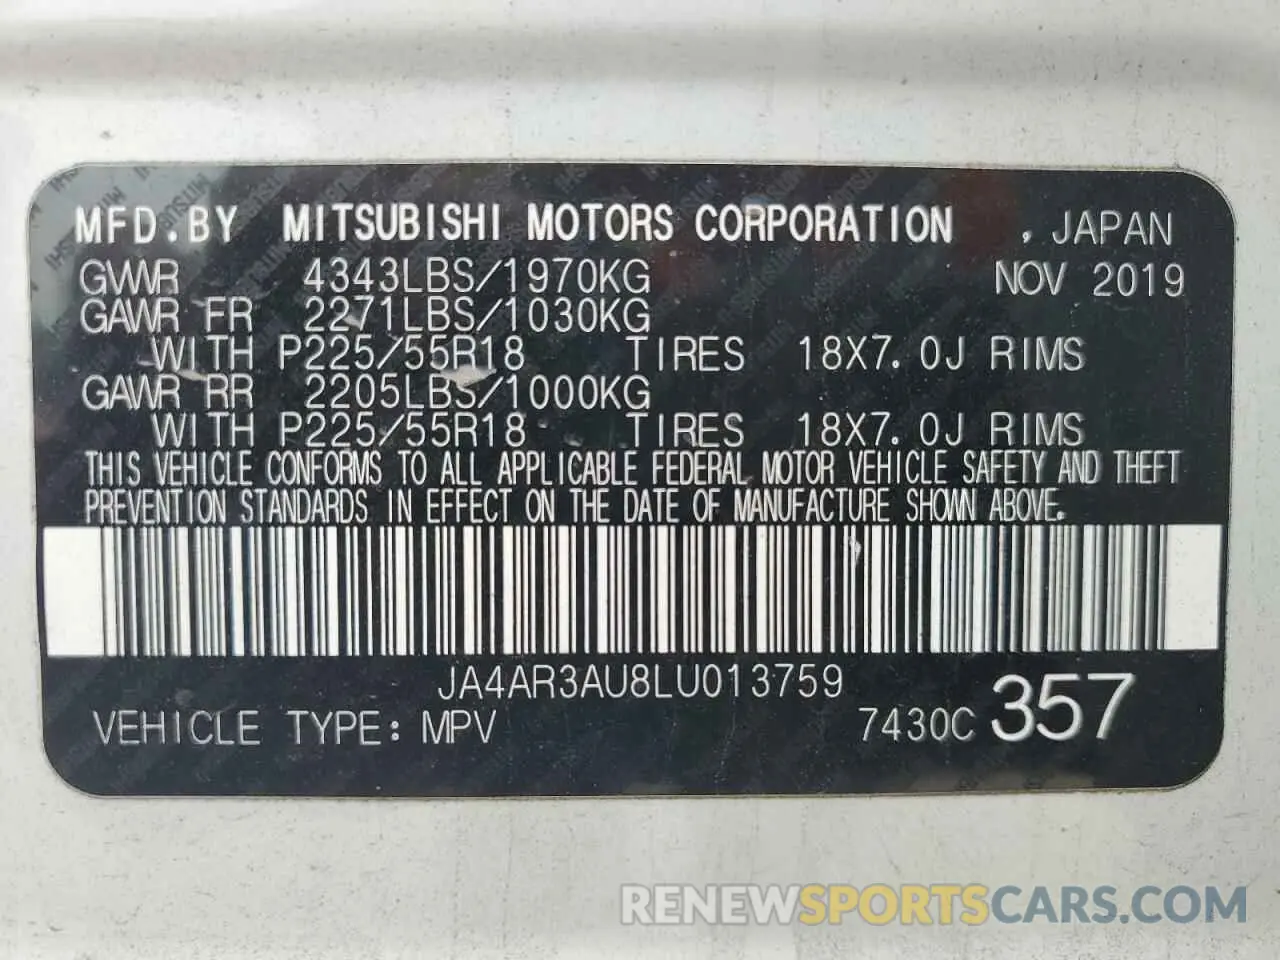 MFD.BY MITSUBISHI MOTORS CORPORATION , JAPAN
GVWR 4343LBS/1970KG NOV 2019
GAWR FR 2271LBS/1030KG
WITH P225/55R18 TIRES 18X7.0J RIMS
GAWR RR 2205LBS/1000KG
WITH P225/55R18 TIRES 18X7.0J RIMS
THIS VEHICLE CONFORMS TO ALL APPLICABLE FEDERAL MOTOR VEHICLE SAFETY AND THEFT
PREVENTION STANDARDS IN EFFECT ON THE DATE OF MANUFACTURE SHOWN ABOVE.
JA4AR3AU8LU013759
VEHICLE TYPE: MPV 7430C 357
RENEWSPORTSCARS.COM